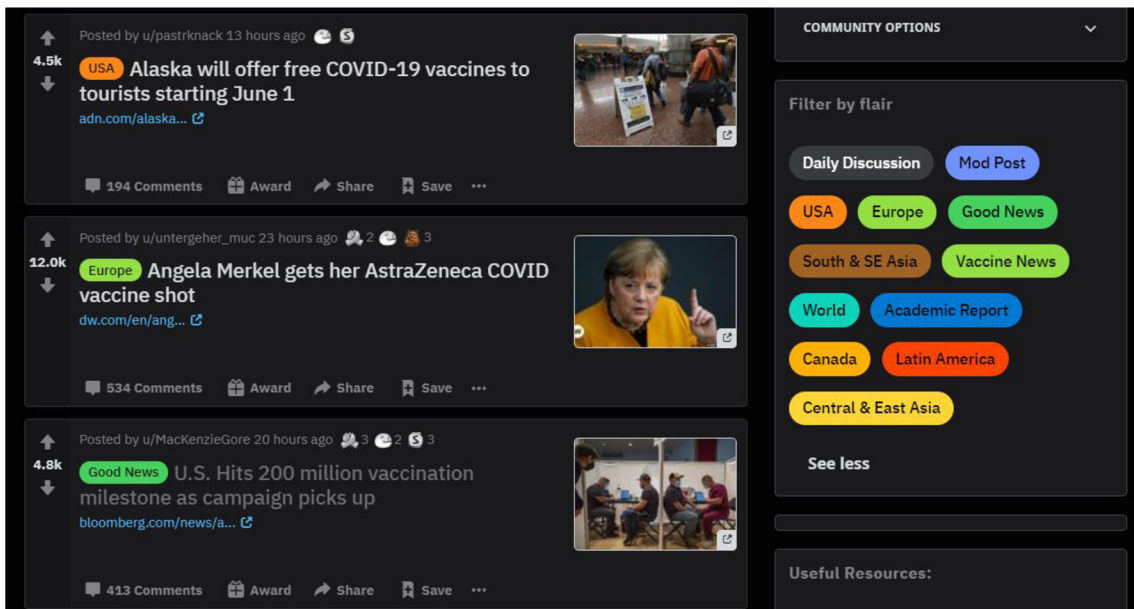 Posted by u/pastrknack 13 hours ago
4.5k
USA Alaska will offer free COVID-19 vaccines to
tourists starting June 1
adn.com/alaska...
194 Comments Award Share Save
Posted by u/untergeher_muc 23 hours ago 2 3
12.0k
Europe Angela Merkel gets her AstraZeneca COVID
vaccine shot
dw.com/en/ang...
534 Comments Award Share Save
Posted by u/MacKenzieGore 20 hours ago 3 2 3
4.8k
Good News U.S. Hits 200 million vaccination
milestone as campaign picks up
bloomberg.com/news/a...
413 Comments Award Share Save
COMMUNITY OPTIONS
Filter by flair
Daily Discussion Mod Post
USA Europe Good News
South & SE Asia Vaccine News
World Academic Report
Canada Latin America
Central & East Asia
See less
Useful Resources: